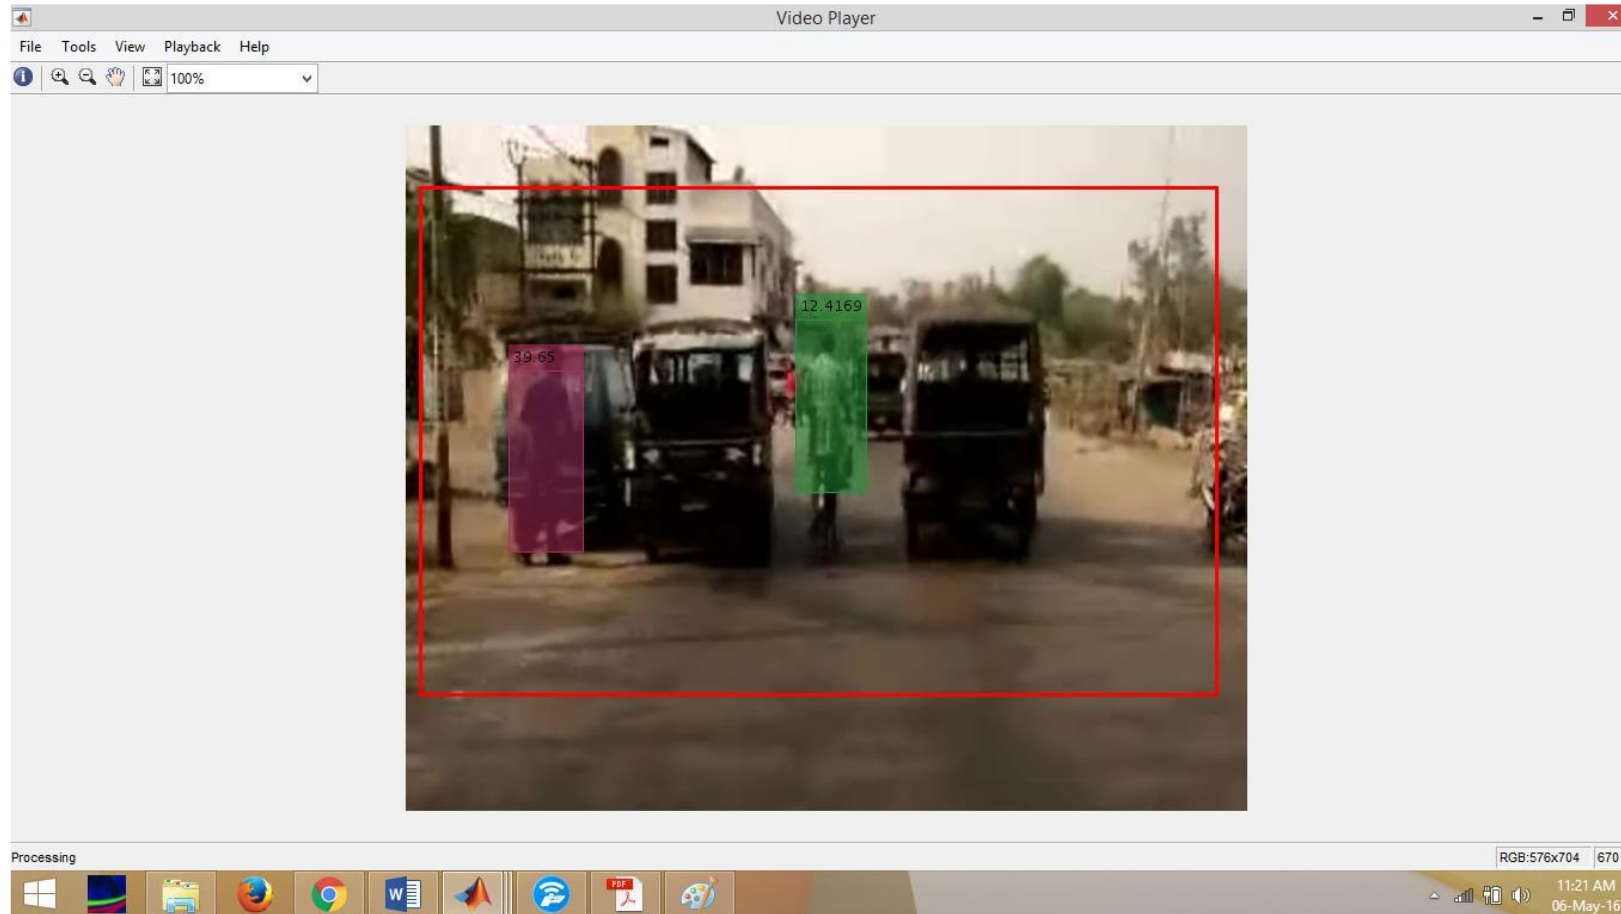 Video Player
File Tools View Playback Help
100%
12.4169
39.65
Processing
RGB:576x704 670
PDF
11:21 AM
06-May-16